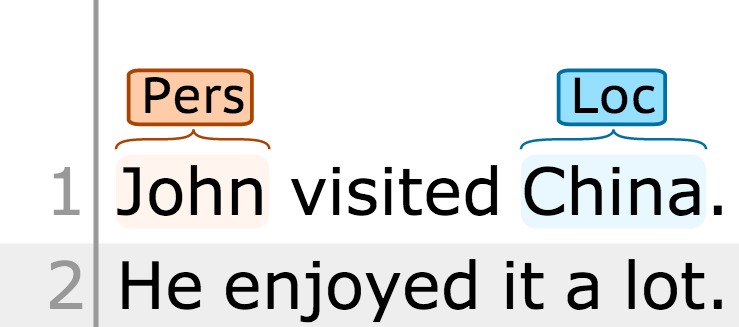 Pers Loc
1 John visited China.
2 He enjoyed it a lot.